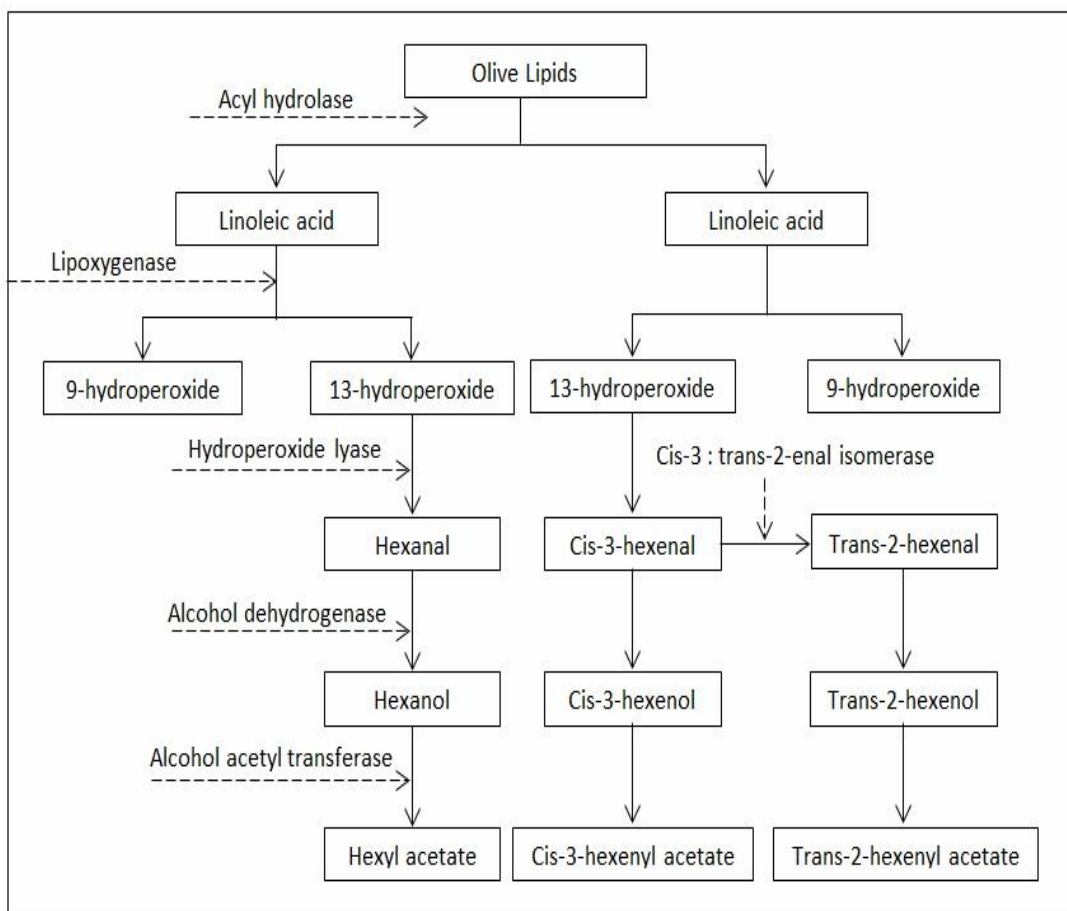 Olive Lipids
Acyl hydrolase
Linoleic acid
Linoleic acid
Lipoxygenase
9-hydroperoxide
13-hydroperoxide
13-hydroperoxide
9-hydroperoxide
Hydroperoxide lyase
Cis-3 : trans-2-enal isomerase
Hexanal
Cis-3-hexenal
Trans-2-hexenal
Alcohol dehydrogenase
Hexanol
Cis-3-hexenol
Trans-2-hexenol
Alcohol acetyl transferase
Hexyl acetate
Cis-3-hexenyl acetate
Trans-2-hexenyl acetate